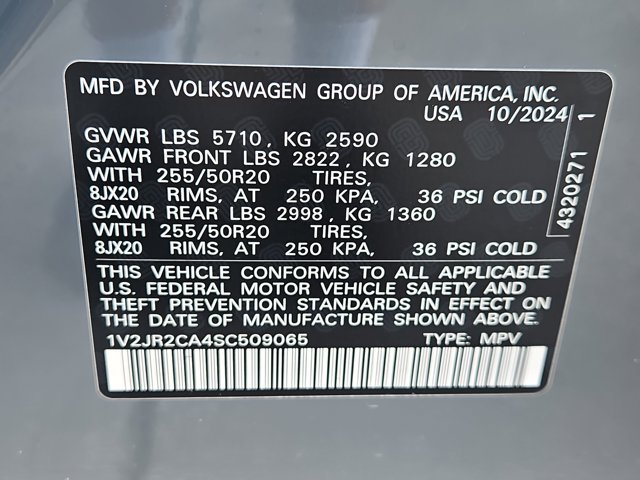 MFD BY VOLKSWAGEN GROUP OF AMERICA, INC.
USA 10/2024
GVWR LBS 5710, KG 2590
GAWR FRONT LBS 2822, KG 1280
WITH 255/50R20 TIRES,
8JX20 RIMS, AT 250 KPA, 36 PSI COLD
GAWR REAR LBS 2998, KG 1360
WITH 255/50R20 TIRES,
8JX20 RIMS, AT 250 KPA, 36 PSI COLD
THIS VEHICLE CONFORMS TO ALL APPLICABLE
U.S. FEDERAL MOTOR VEHICLE SAFETY AND
THEFT PREVENTION STANDARDS IN EFFECT ON
THE DATE OF MANUFACTURE SHOWN ABOVE.
1V2JR2CA4SC509065 TYPE: MPV
4320271 1